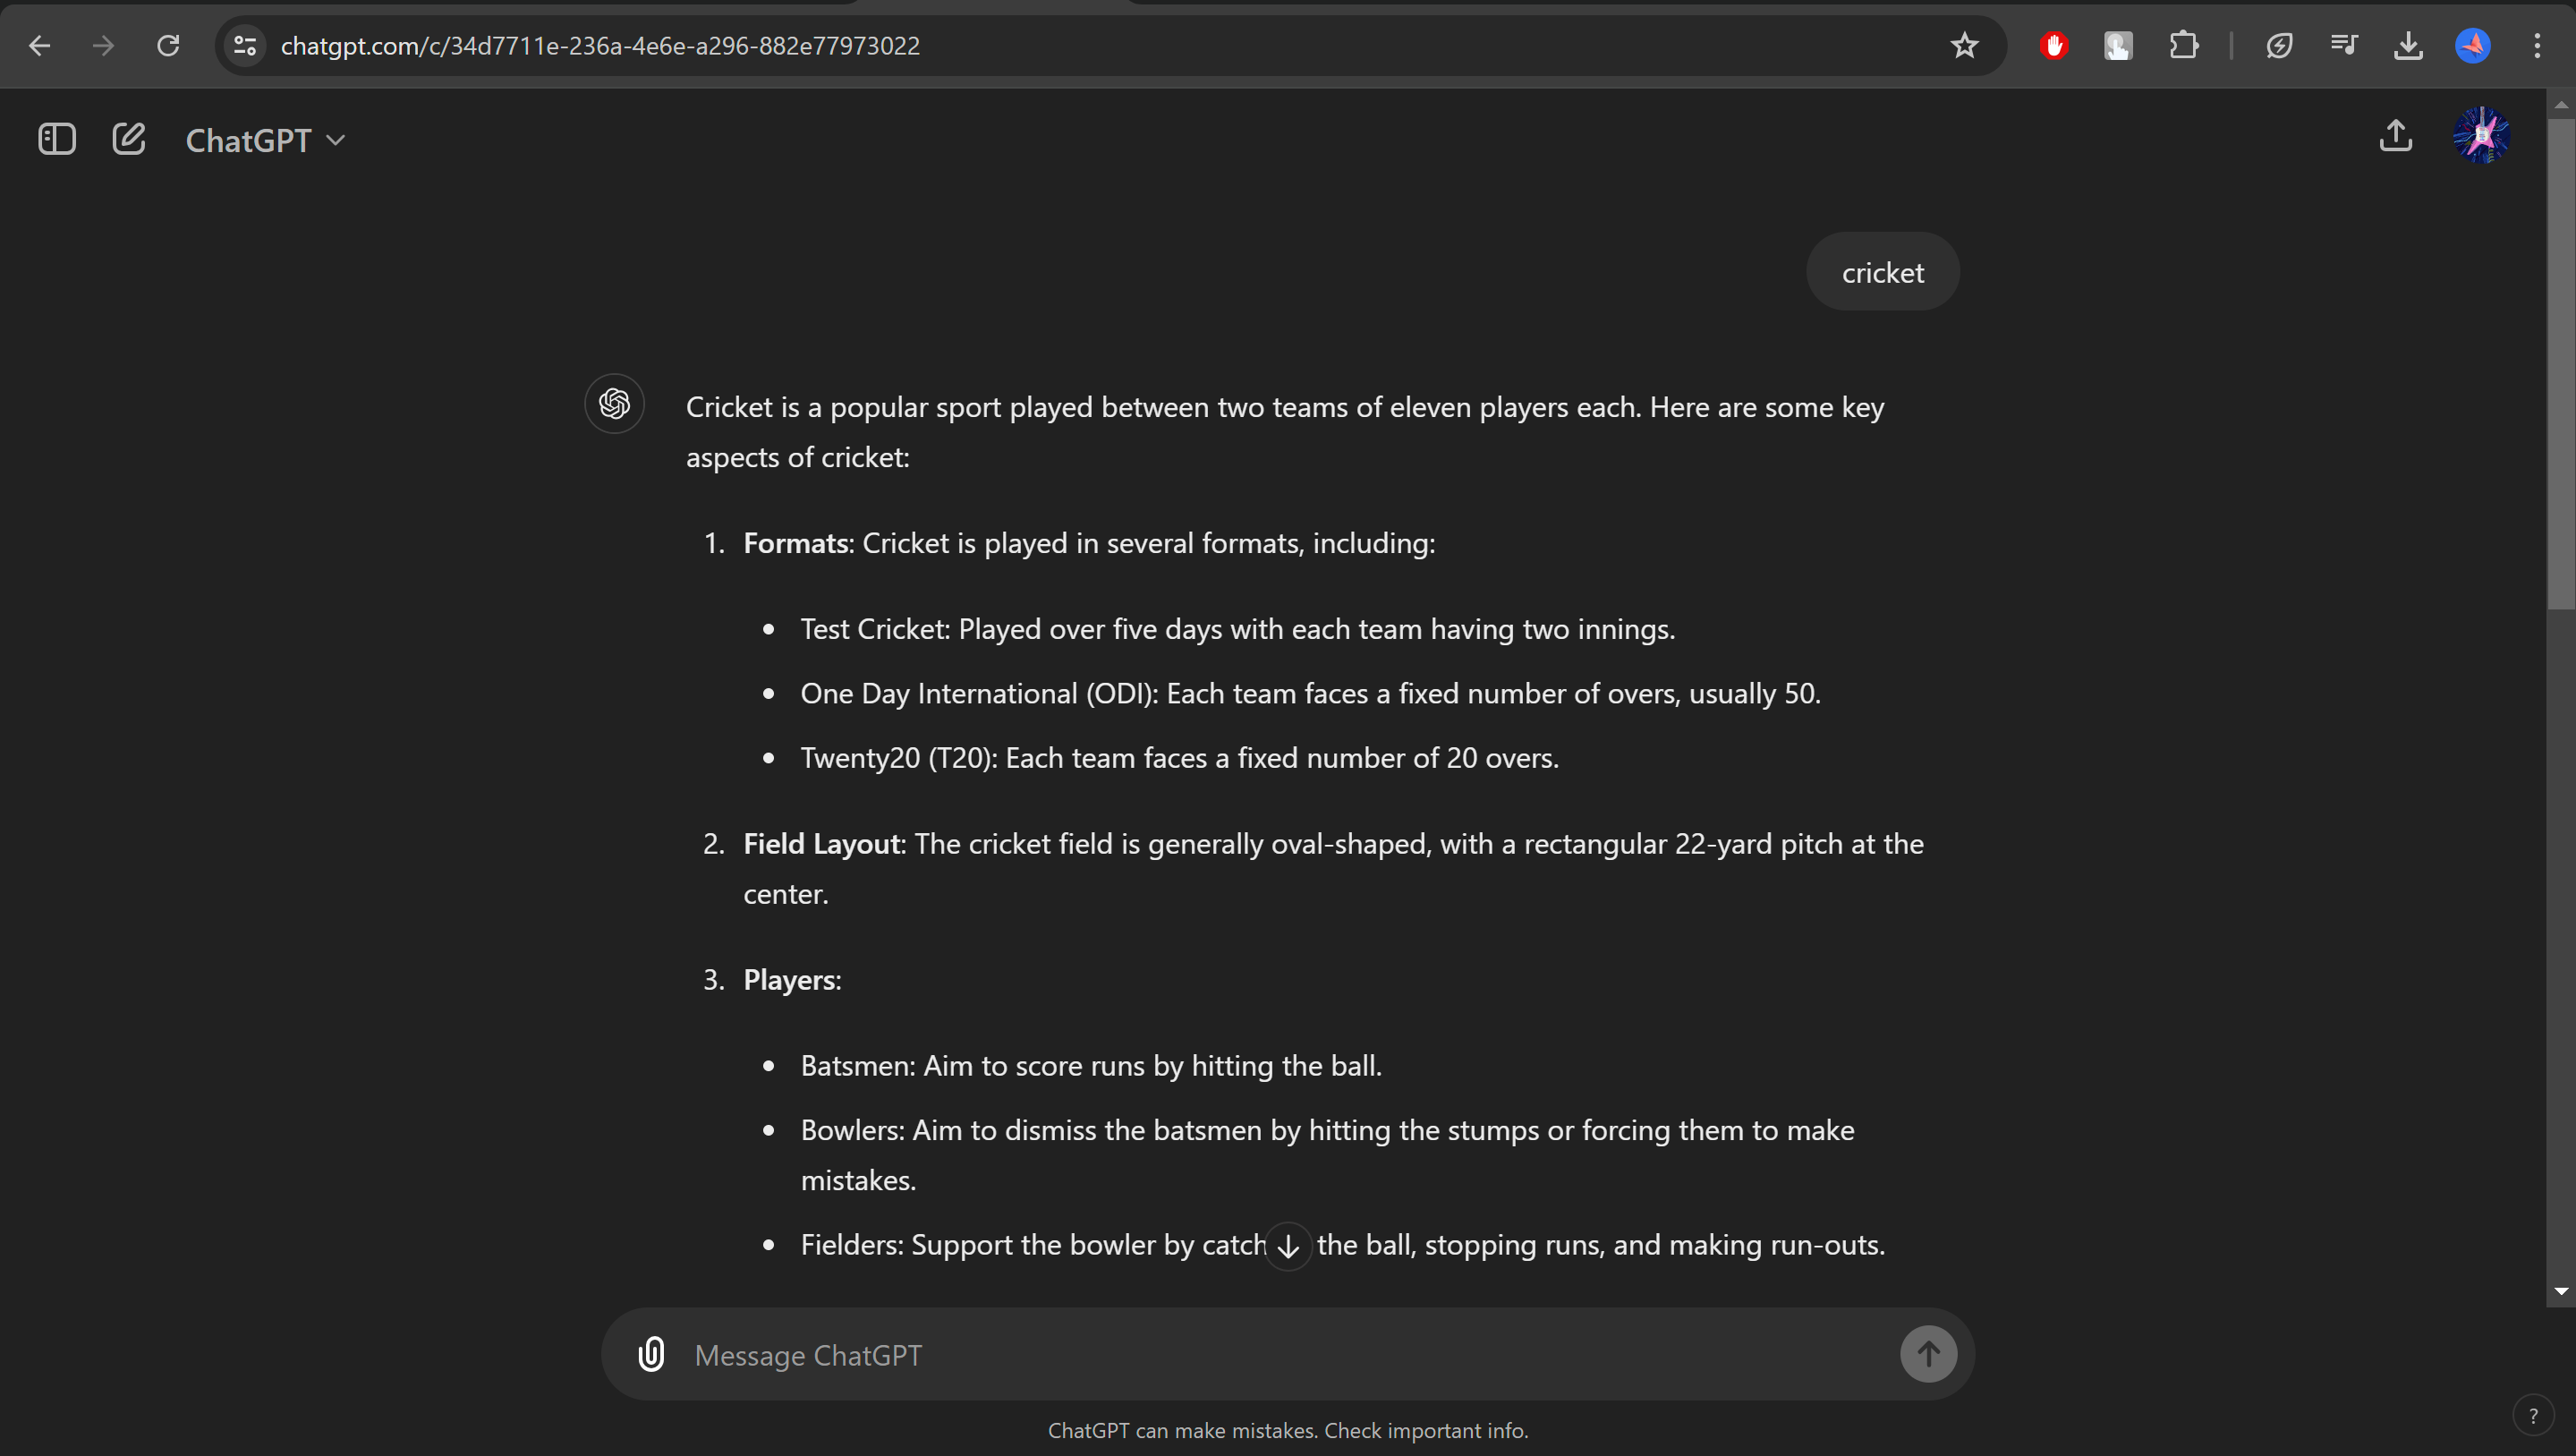 chatgpt.com/c/34d7711e-236a-4e6e-a296-882e77973022
ChatGPT
cricket
Cricket is a popular sport played between two teams of eleven players each. Here are some key
aspects of cricket:
1. Formats: Cricket is played in several formats, including:
• Test Cricket: Played over five days with each team having two innings.
• One Day International (ODI): Each team faces a fixed number of overs, usually 50.
• Twenty20 (T20): Each team faces a fixed number of 20 overs.
2. Field Layout: The cricket field is generally oval-shaped, with a rectangular 22-yard pitch at the
center.
3. Players:
• Batsmen: Aim to score runs by hitting the ball.
• Bowlers: Aim to dismiss the batsmen by hitting the stumps or forcing them to make
mistakes.
• Fielders: Support the bowler by catch the ball, stopping runs, and making run-outs.
Message ChatGPT
ChatGPT can make mistakes. Check important info.
?